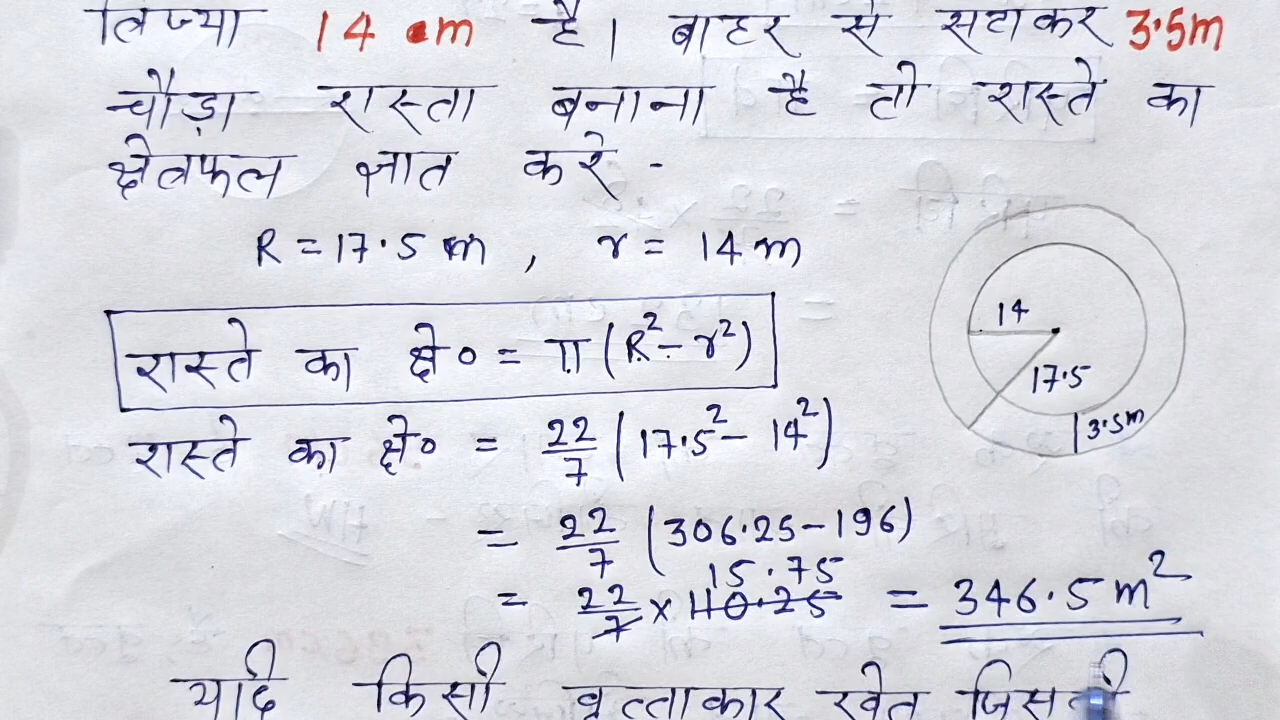 त्रिज्या 14 m है। बाहर से सटाकर 3.5m
चौड़ा रास्ता बनाना है तो रास्ते का
क्षेत्रफल ज्ञात करे -
R = 17.5 m , r = 14 m
रास्ते का क्षे० = π (R² - r²)
14
17.5
3.5m
रास्ते का क्षे० = 22/7 (17.5² - 14²)
= 22/7 (306.25 - 196)
15.75
= 22/7 × 110.25 = 346.5 m²
यदि किसी वृत्ताकार खेत जिसकी